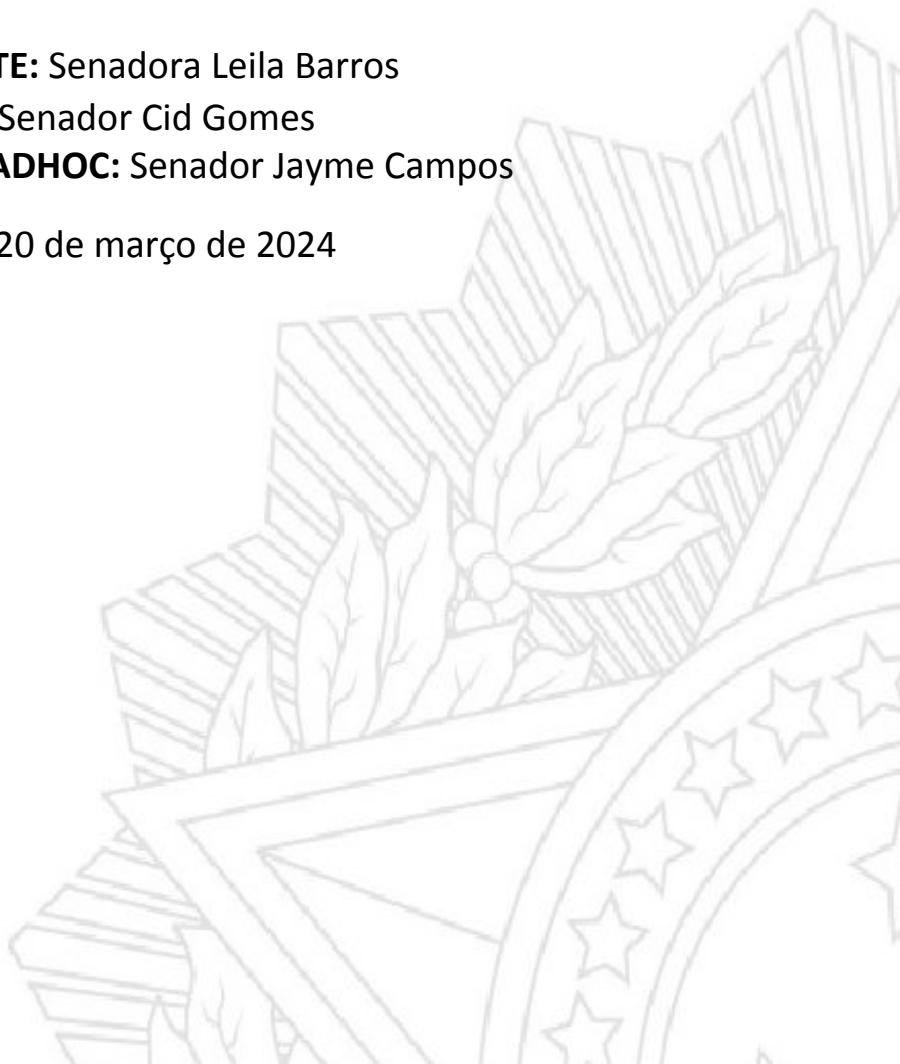 TE: Senadora Leila Barros
Senador Cid Gomes
ADHOC: Senador Jayme Campos
20 de março de 2024